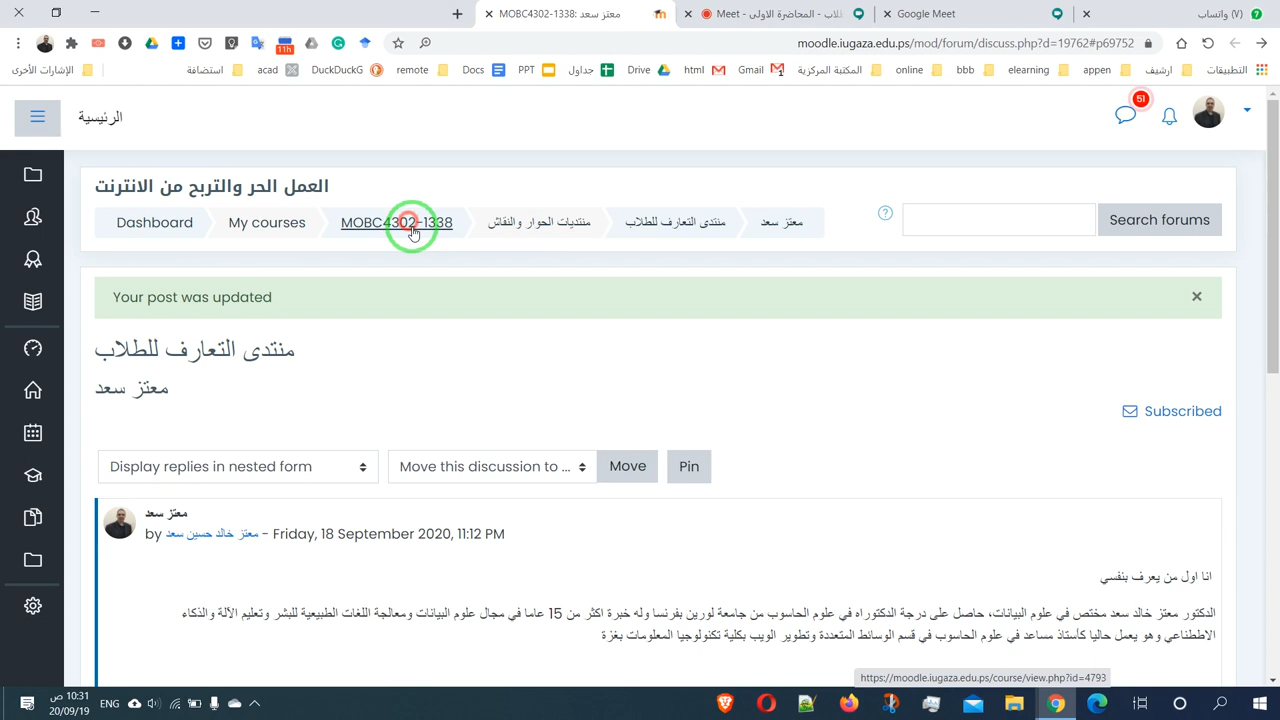 MOBC4302-1338: معتز سعد
Meet - طلاب - المحاضرة الاولى
Google Meet
(٧) واتساب
moodle.iugaza.edu.ps/mod/forum/discuss.php?d=19762#p69752
11h
التطبيقات
ارشيف
appen
elearning
bbb
online
المكتبة المركزية
Gmail
html
Drive
جداول
PPT
Docs
remote
DuckDuckG
acad
استضافة
الإشارات الأخرى
الرئيسية
51
العمل الحر والتربح من الانترنت
Dashboard
My courses
MOBC4302-1338
منتديات الحوار والنقاش
منتدى التعارف للطلاب
معتز سعد
Search forums
Your post was updated
منتدى التعارف للطلاب
معتز سعد
Subscribed
Display replies in nested form
Move this discussion to ...
Move
Pin
معتز سعد
by معتز خالد حسين سعد - Friday, 18 September 2020, 11:12 PM
انا اول من يعرف بنفسي
الدكتور معتز خالد سعد مختص في علوم البيانات، حاصل على درجة الدكتوراه في علوم الحاسوب من جامعة لورين بفرنسا وله خبرة اكثر من 15 عاما في مجال علوم البيانات ومعالجة اللغات الطبيعية للبشر وتعليم الآلة والذكاء
الاطظناعي وهو يعمل حاليا كأستاذ مساعد في علوم الحاسوب في قسم الوسائط المتعددة وتطوير الويب بكلية تكنولوجيا المعلومات بغزة
https://moodle.iugaza.edu.ps/course/view.php?id=4793
10:31 ص
20/09/19
ENG